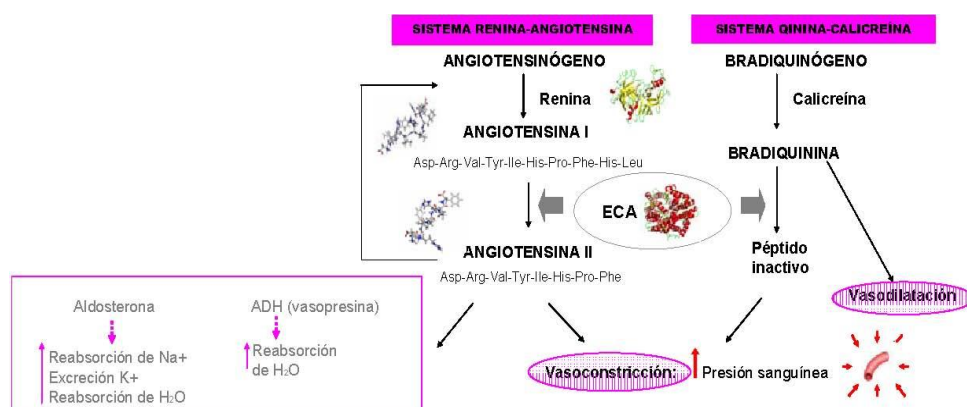 SISTEMA RENINA-ANGIOTENSINA
ANGIOTENSINÓGENO
Renina
ANGIOTENSINA I
Asp-Arg-Val-Tyr-Ile-His-Pro-Phe-His-Leu
ECA
ANGIOTENSINA II
Asp-Arg-Val-Tyr-Ile-His-Pro-Phe
SISTEMA QININA-CALICREÍNA
BRADIQUINÓGENO
Calicreína
BRADIQUININA
Péptido
inactivo
Vasodilatación
Aldosterona
Reabsorción de Na+
Excreción K+
Reabsorción de H2O
ADH (vasopresina)
Reabsorción
de H2O
Vasoconstricción:
Presión sanguínea